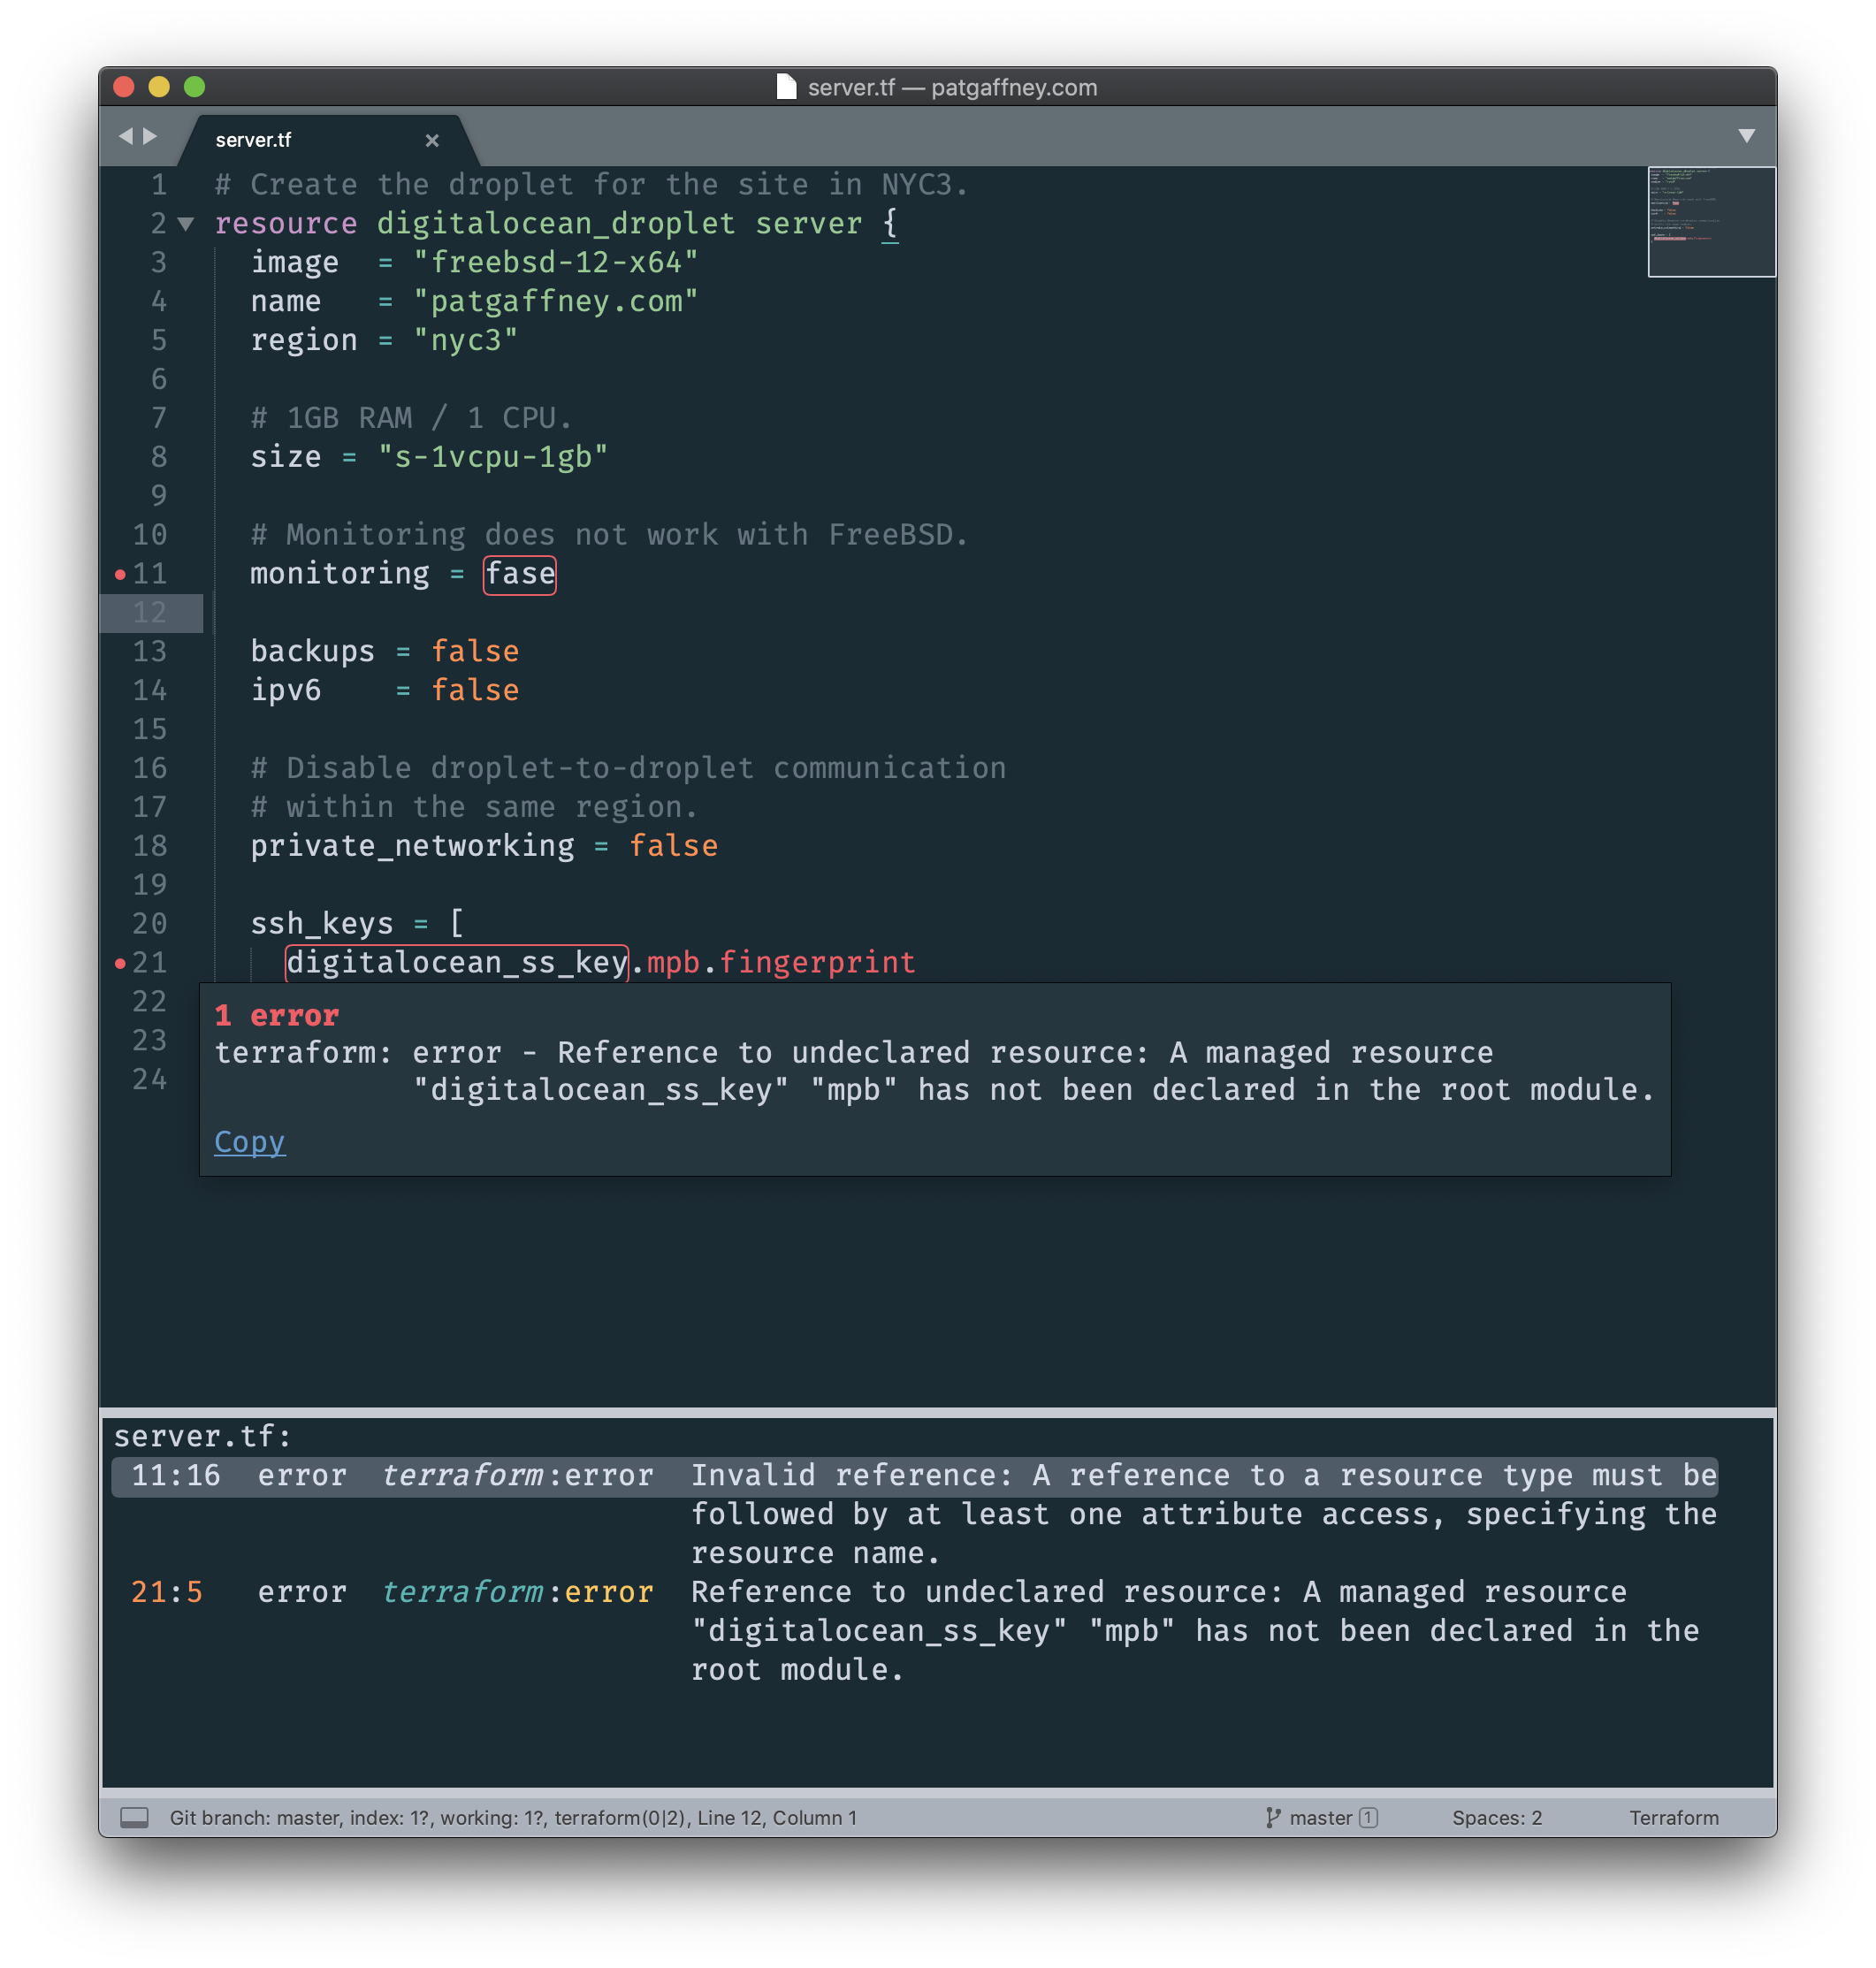 server.tf — patgaffney.com
server.tf ×
1 # Create the droplet for the site in NYC3.
2 resource digitalocean_droplet server {
3   image  = "freebsd-12-x64"
4   name   = "patgaffney.com"
5   region = "nyc3"
6
7   # 1GB RAM / 1 CPU.
8   size = "s-1vcpu-1gb"
9
10   # Monitoring does not work with FreeBSD.
11   monitoring = fase
12
13   backups = false
14   ipv6    = false
15
16   # Disable droplet-to-droplet communication
17   # within the same region.
18   private_networking = false
19
20   ssh_keys = [
21     digitalocean_ss_key.mpb.fingerprint
22
23
24
1 error
terraform: error - Reference to undeclared resource: A managed resource
"digitalocean_ss_key" "mpb" has not been declared in the root module.
Copy
server.tf:
11:16  error  terraform:error  Invalid reference: A reference to a resource type must be
followed by at least one attribute access, specifying the
resource name.
21:5   error  terraform:error  Reference to undeclared resource: A managed resource
"digitalocean_ss_key" "mpb" has not been declared in the
root module.
Git branch: master, index: 1?, working: 1?, terraform(0|2), Line 12, Column 1 master 1 Spaces: 2 Terraform